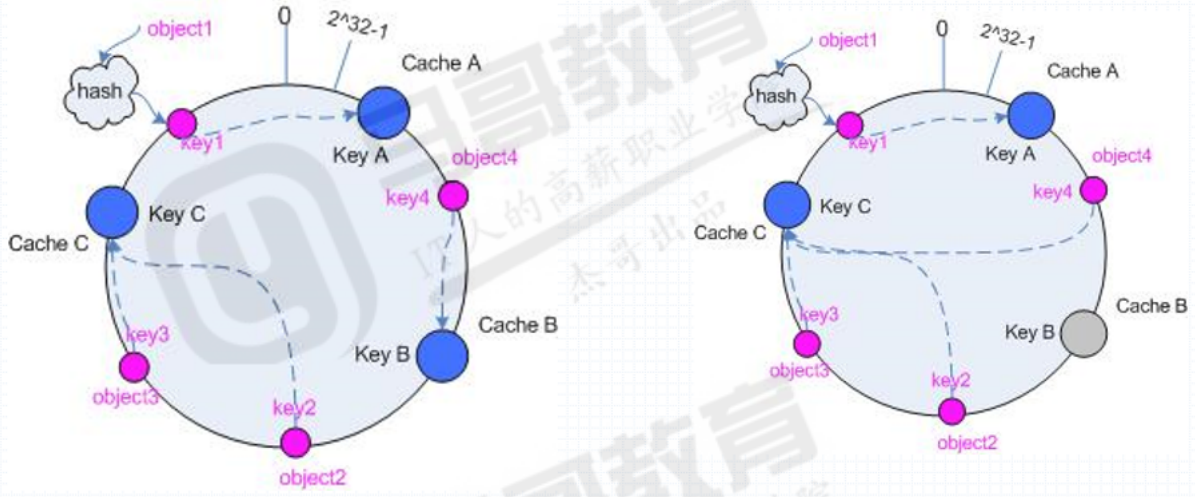 object1
0
2^32-1
Cache A
hash
key1
Key A
object4
key4
Key C
Cache C
Cache B
Key B
key3
object3
key2
object2
object1
0
2^32-1
Cache A
hash
key1
Key A
object4
key4
Key C
Cache C
Cache B
Key B
key3
object3
key2
object2
马哥教育
IT人的高薪职业学
杰哥出品
哥教育
院